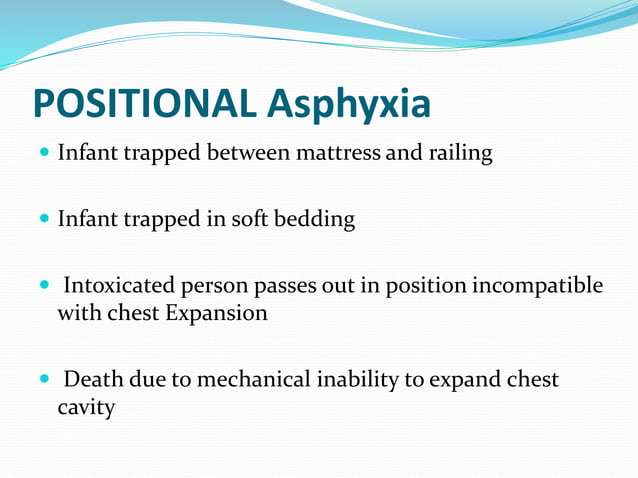 POSITIONAL Asphyxia
• Infant trapped between mattress and railing
• Infant trapped in soft bedding
• Intoxicated person passes out in position incompatible
with chest Expansion
• Death due to mechanical inability to expand chest
cavity